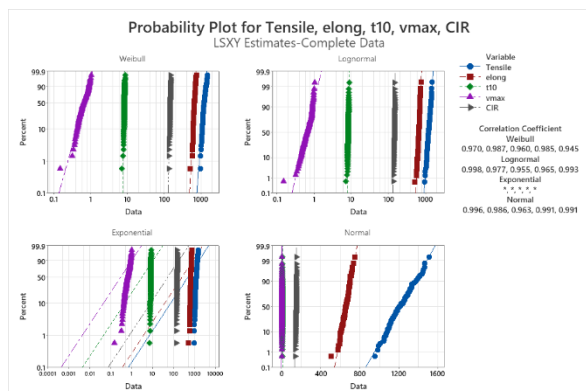 Probability Plot for Tensile, elong, t10, vmax, CIR
LSXY Estimates-Complete Data
Weibull
99.9
90
50
10
1
0.1
Percent
0.1 1 10 100 1000
Data
Lognormal
99.9
90
50
10
1
0.1
Percent
0.1 1 10 100 1000
Data
Variable
Tensile
elong
t10
vmax
CIR
Correlation Coefficient
Weibull
0.970, 0.987, 0.960, 0.985, 0.945
Lognormal
0.998, 0.977, 0.955, 0.965, 0.993
Exponential
*, *, *, *, *
Normal
0.996, 0.986, 0.963, 0.991, 0.991
Exponential
99.9
90
50
10
1
0.1
Percent
0.0001 0.001 0.01 0.1 1 10 100 1000 10000
Data
Normal
99.9
90
50
10
1
0.1
Percent
0 400 800 1200 1600
Data